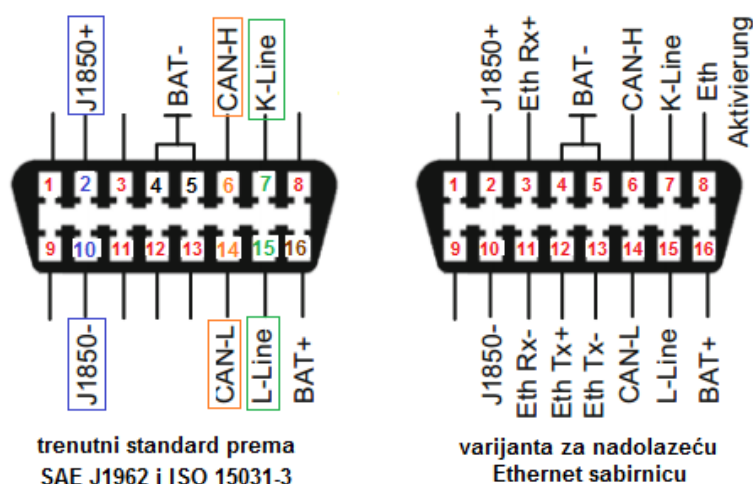 J1850+
BAT-
CAN-H
K-Line
1 2 3 4 5 6 7 8
9 10 11 12 13 14 15 16
J1850-
CAN-L
L-Line
BAT+
trenutni standard prema
SAE J1962 i ISO 15031-3
J1850+
Eth Rx+
BAT-
CAN-H
K-Line
Eth
Aktivierung
1 2 3 4 5 6 7 8
9 10 11 12 13 14 15 16
J1850-
Eth Rx-
Eth Tx+
Eth Tx-
CAN-L
L-Line
BAT+
varijanta za nadolazeću
Ethernet sabirnicu